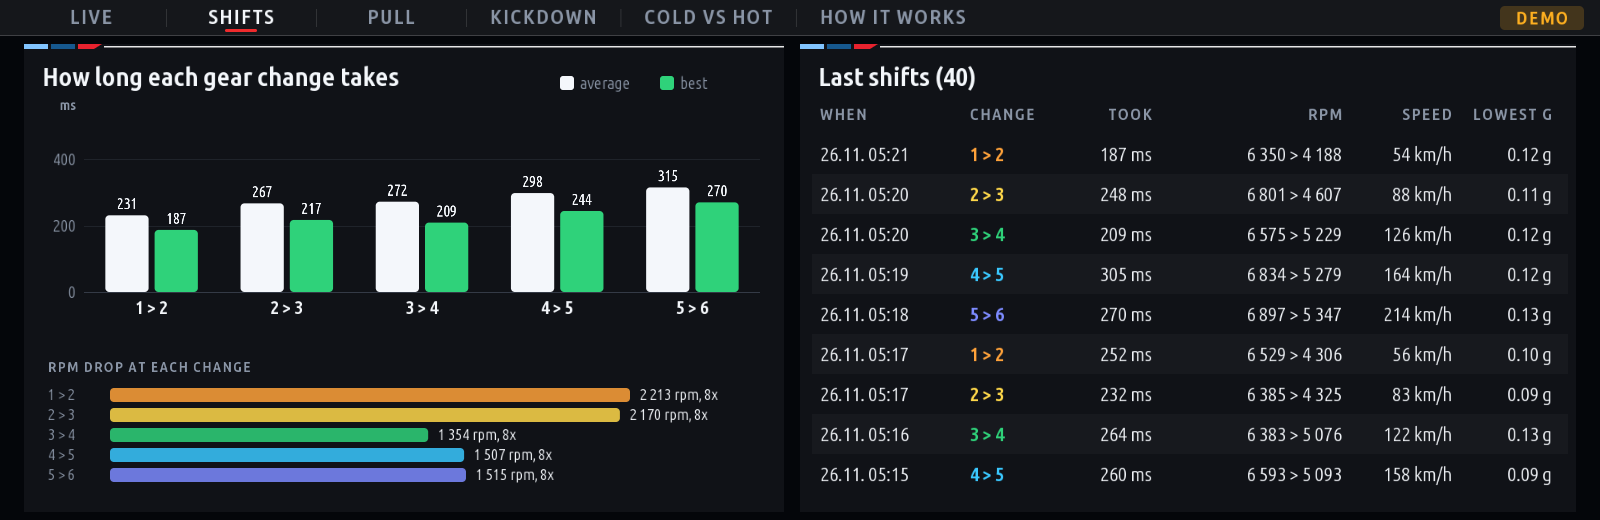 LIVE SHIFTS PULL KICKDOWN COLD VS HOT HOW IT WORKS DEMO
How long each gear change takes
average best
ms
400
200
0
231 187 267 217 272 209 298 244 315 270
1 > 2 2 > 3 3 > 4 4 > 5 5 > 6
RPM DROP AT EACH CHANGE
1 > 2 2 213 rpm, 8x
2 > 3 2 170 rpm, 8x
3 > 4 1 354 rpm, 8x
4 > 5 1 507 rpm, 8x
5 > 6 1 515 rpm, 8x
Last shifts (40)
WHEN CHANGE TOOK RPM SPEED LOWEST G
26.11. 05:21 1 > 2 187 ms 6 350 > 4 188 54 km/h 0.12 g
26.11. 05:20 2 > 3 248 ms 6 801 > 4 607 88 km/h 0.11 g
26.11. 05:20 3 > 4 209 ms 6 575 > 5 229 126 km/h 0.12 g
26.11. 05:19 4 > 5 305 ms 6 834 > 5 279 164 km/h 0.12 g
26.11. 05:18 5 > 6 270 ms 6 897 > 5 347 214 km/h 0.13 g
26.11. 05:17 1 > 2 252 ms 6 529 > 4 306 56 km/h 0.10 g
26.11. 05:17 2 > 3 232 ms 6 385 > 4 325 83 km/h 0.09 g
26.11. 05:16 3 > 4 264 ms 6 383 > 5 076 122 km/h 0.13 g
26.11. 05:15 4 > 5 260 ms 6 593 > 5 093 158 km/h 0.09 g